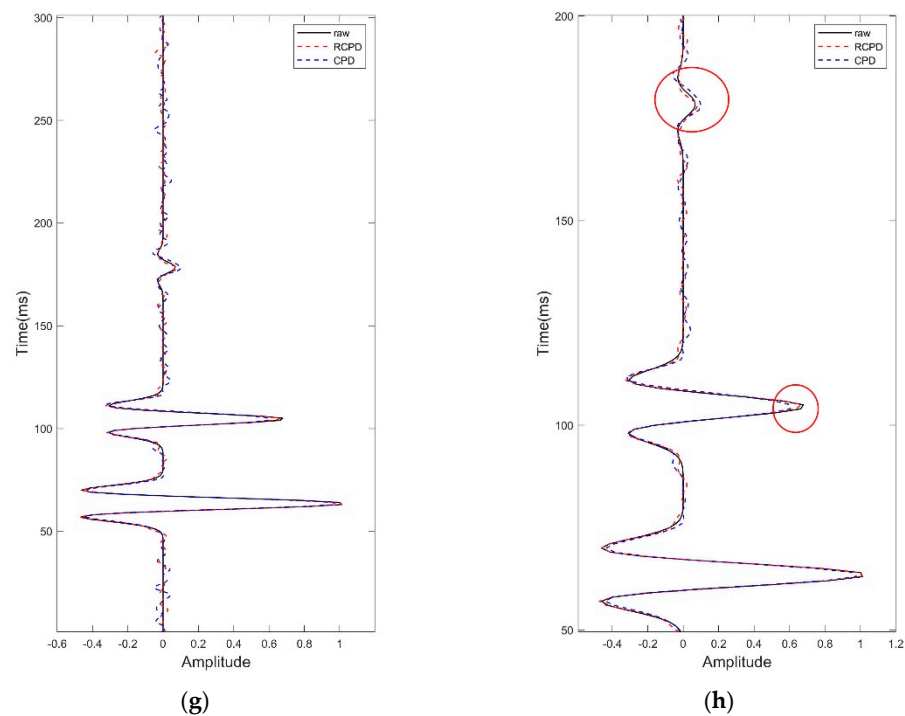 300
250
200
150
100
50
Time(ms)
-0.6 -0.4 -0.2 0 0.2 0.4 0.6 0.8 1
Amplitude
raw
RCPD
CPD
(g)
200
150
100
50
Time(ms)
-0.6 -0.4 -0.2 0 0.2 0.4 0.6 0.8 1 1.2
Amplitude
raw
RCPD
CPD
(h)